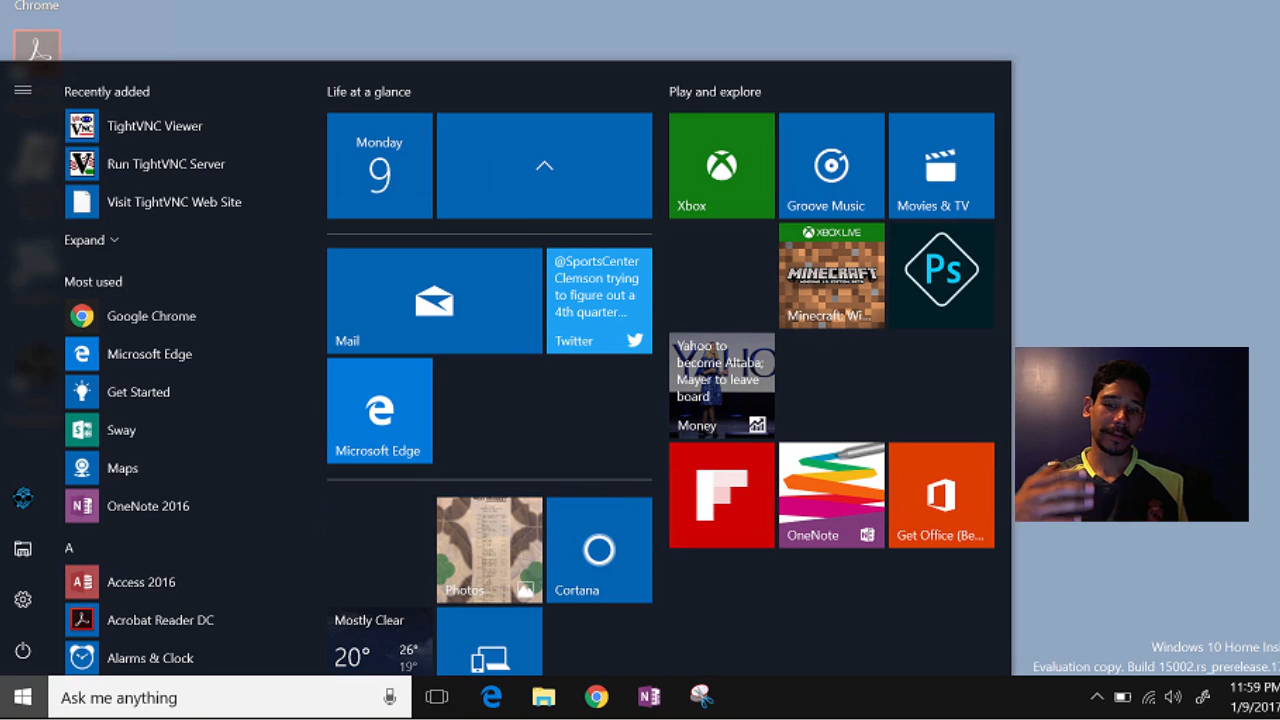 Chrome
Recently added
TightVNC Viewer
Run TightVNC Server
Visit TightVNC Web Site
Expand
Most used
Google Chrome
Microsoft Edge
Get Started
Sway
Maps
OneNote 2016
A
Access 2016
Acrobat Reader DC
Alarms & Clock
Life at a glance
Monday
9
Mail
@SportsCenter
Clemson trying
to figure out a
4th quarter...
Twitter
Microsoft Edge
Photos
Cortana
Mostly Clear
20°
26°
19°
Play and explore
Xbox
Groove Music
Movies & TV
XBOX LIVE
MINECRAFT
Minecraft: Wi...
Ps
YAHOO
Yahoo to
become Altaba;
Mayer to leave
board
Money
OneNote
Get Office (Be...
Windows 10 Home Ins
Evaluation copy. Build 15002.rs_prerelease.17
Ask me anything
11:59 PM
1/9/2017